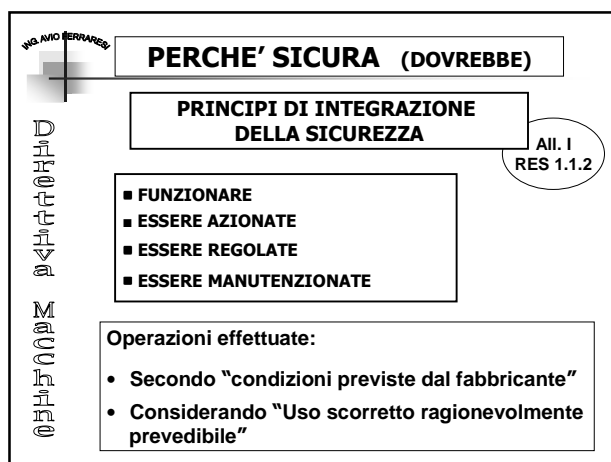 ING. AVIO FERRARESI
PERCHE’ SICURA (DOVREBBE)
PRINCIPI DI INTEGRAZIONE
DELLA SICUREZZA
All. I
RES 1.1.2
Direttiva Macchine
▪ FUNZIONARE
▪ ESSERE AZIONATE
▪ ESSERE REGOLATE
▪ ESSERE MANUTENZIONATE
Operazioni effettuate:
• Secondo “condizioni previste dal fabbricante”
• Considerando “Uso scorretto ragionevolmente
prevedibile”